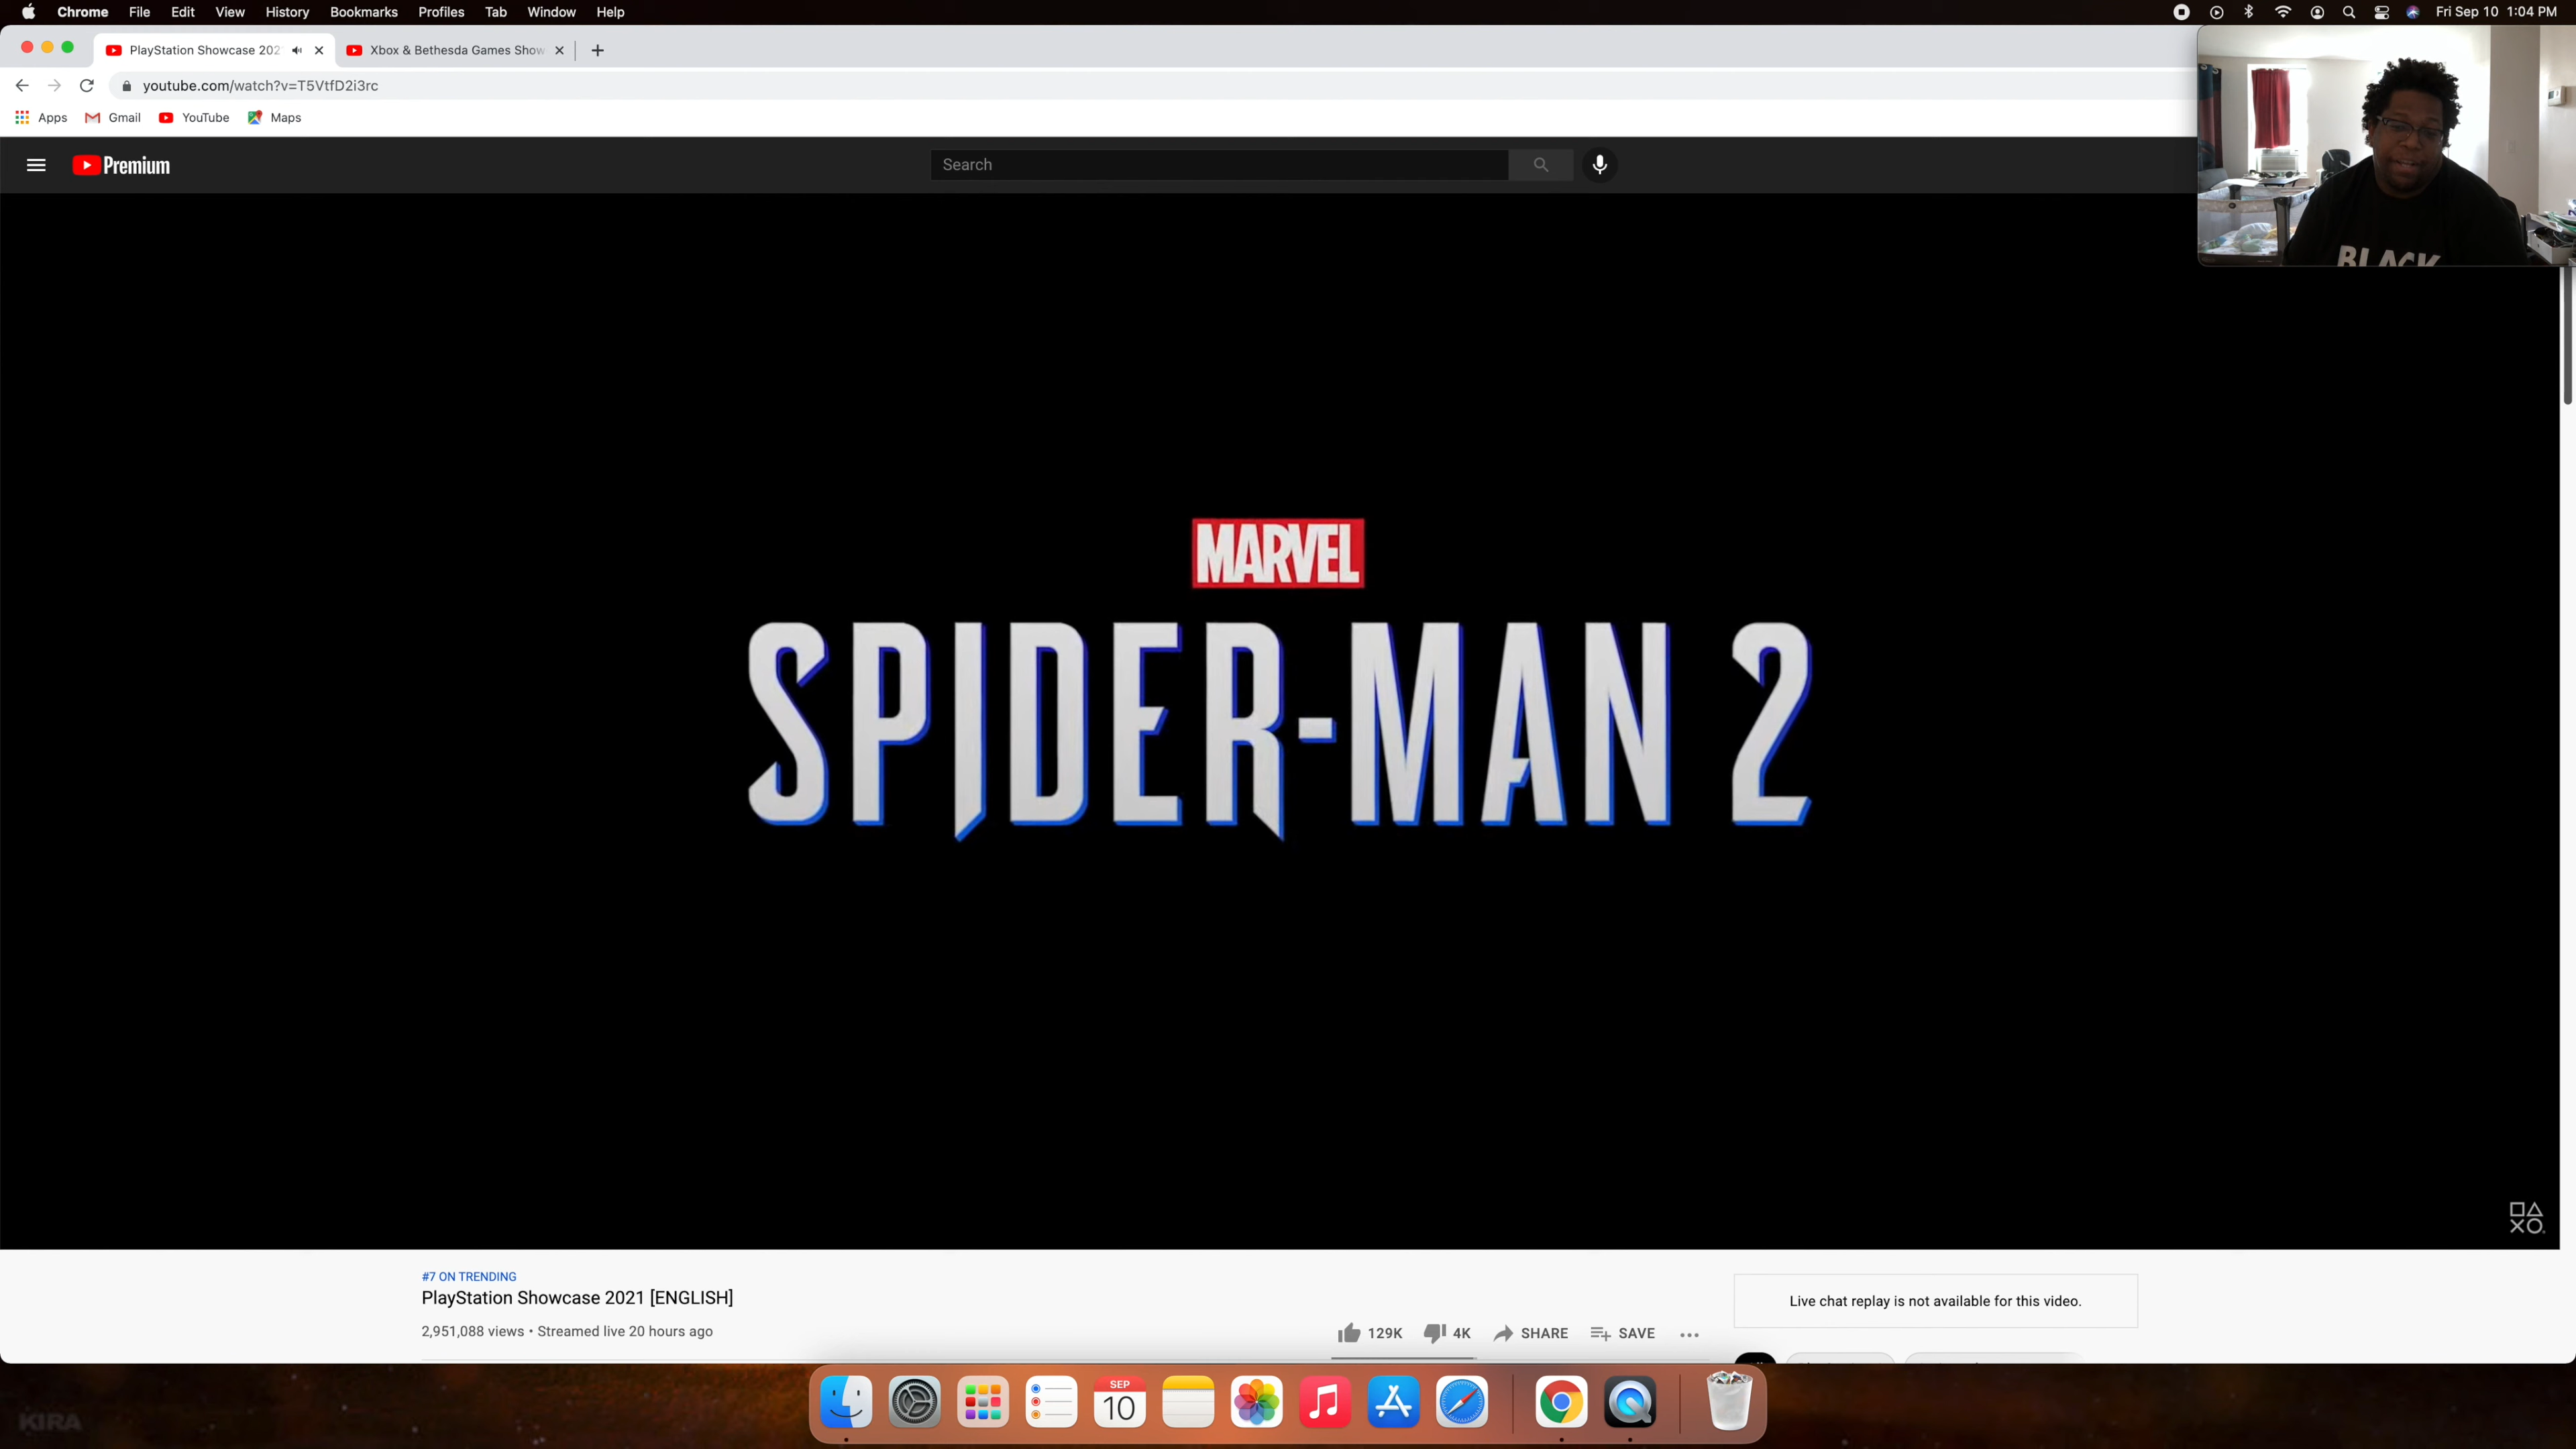 Chrome File Edit View History Bookmarks Profiles Tab Window Help Fri Sep 10 1:04 PM
PlayStation Showcase 202 Xbox & Bethesda Games Show
youtube.com/watch?v=T5VtfD2i3rc
Apps Gmail YouTube Maps
Premium Search
BLACK
MARVEL
SPIDER-MAN 2
#7 ON TRENDING
PlayStation Showcase 2021 [ENGLISH]
2,951,088 views • Streamed live 20 hours ago
129K 4K SHARE SAVE
Live chat replay is not available for this video.
SEP
10
KIRA